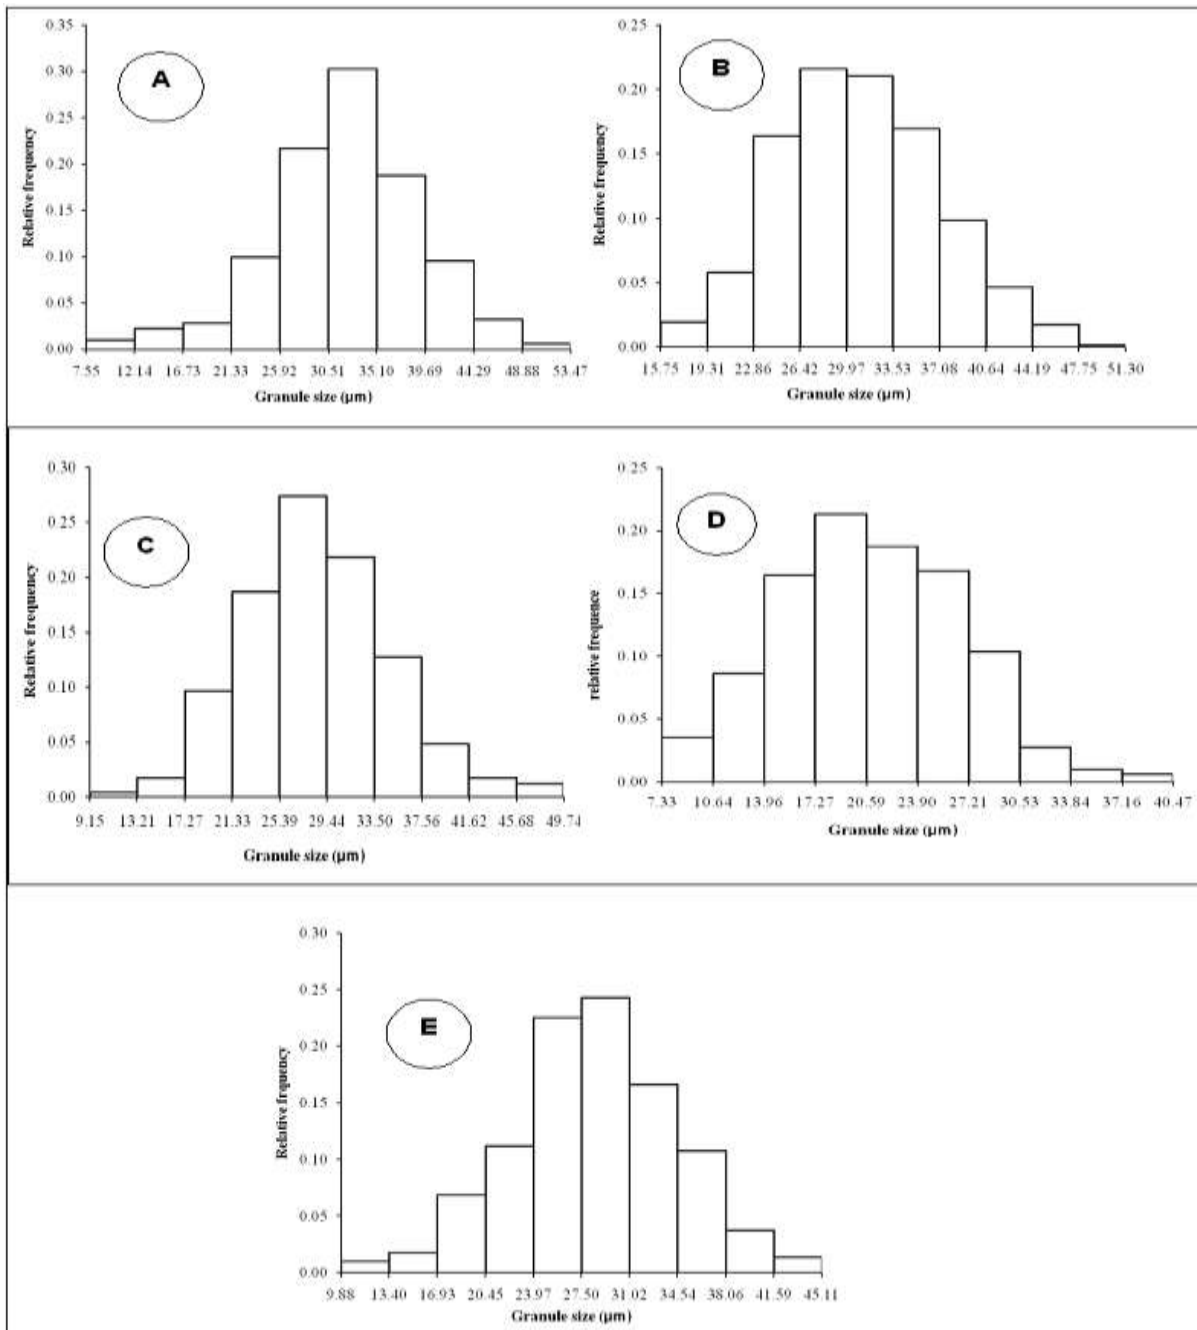 A
0.35
0.30
0.25
0.20
0.15
0.10
0.05
0.00
Relative frequency
7.55 12.14 16.73 21.33 25.92 30.51 35.10 39.69 44.29 48.88 53.47
Granule size (µm)
B
0.25
0.20
0.15
0.10
0.05
0.00
Relative frequency
15.75 19.31 22.86 26.42 29.97 33.53 37.08 40.64 44.19 47.75 51.30
Granule size (µm)
C
0.30
0.25
0.20
0.15
0.10
0.05
0.00
Relative frequency
9.15 13.21 17.27 21.33 25.39 29.44 33.50 37.56 41.62 45.68 49.74
Granule size (µm)
D
0.25
0.20
0.15
0.10
0.05
0.00
relative frequence
7.33 10.64 13.96 17.27 20.59 23.90 27.21 30.53 33.84 37.16 40.47
Granule size (µm)
E
0.30
0.25
0.20
0.15
0.10
0.05
0.00
Relative frequency
9.88 13.40 16.93 20.45 23.97 27.50 31.02 34.54 38.06 41.59 45.11
Granule size (µm)